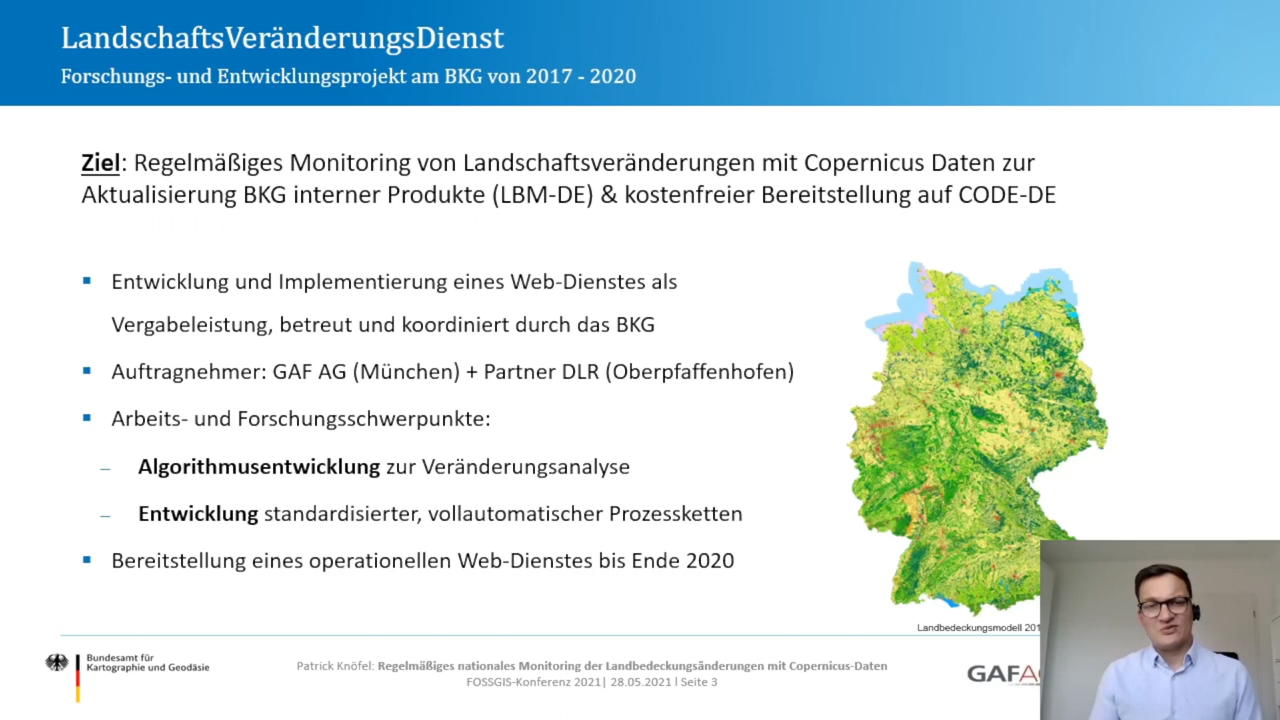 LandschaftsVeränderungsDienst
Forschungs- und Entwicklungsprojekt am BKG von 2017 - 2020
Ziel: Regelmäßiges Monitoring von Landschaftsveränderungen mit Copernicus Daten zur
Aktualisierung BKG interner Produkte (LBM-DE) & kostenfreier Bereitstellung auf CODE-DE
▪ Entwicklung und Implementierung eines Web-Dienstes als
Vergabeleistung, betreut und koordiniert durch das BKG
▪ Auftragnehmer: GAF AG (München) + Partner DLR (Oberpfaffenhofen)
▪ Arbeits- und Forschungsschwerpunkte:
– Algorithmusentwicklung zur Veränderungsanalyse
– Entwicklung standardisierter, vollautomatischer Prozessketten
▪ Bereitstellung eines operationellen Web-Dienstes bis Ende 2020
Landbedeckungsmodell 201
Bundesamt für
Kartographie und Geodäsie
Patrick Knöfel: Regelmäßiges nationales Monitoring der Landbedeckungsänderungen mit Copernicus-Daten
FOSSGIS-Konferenz 2021| 28.05.2021 I Seite 3
GAFAG